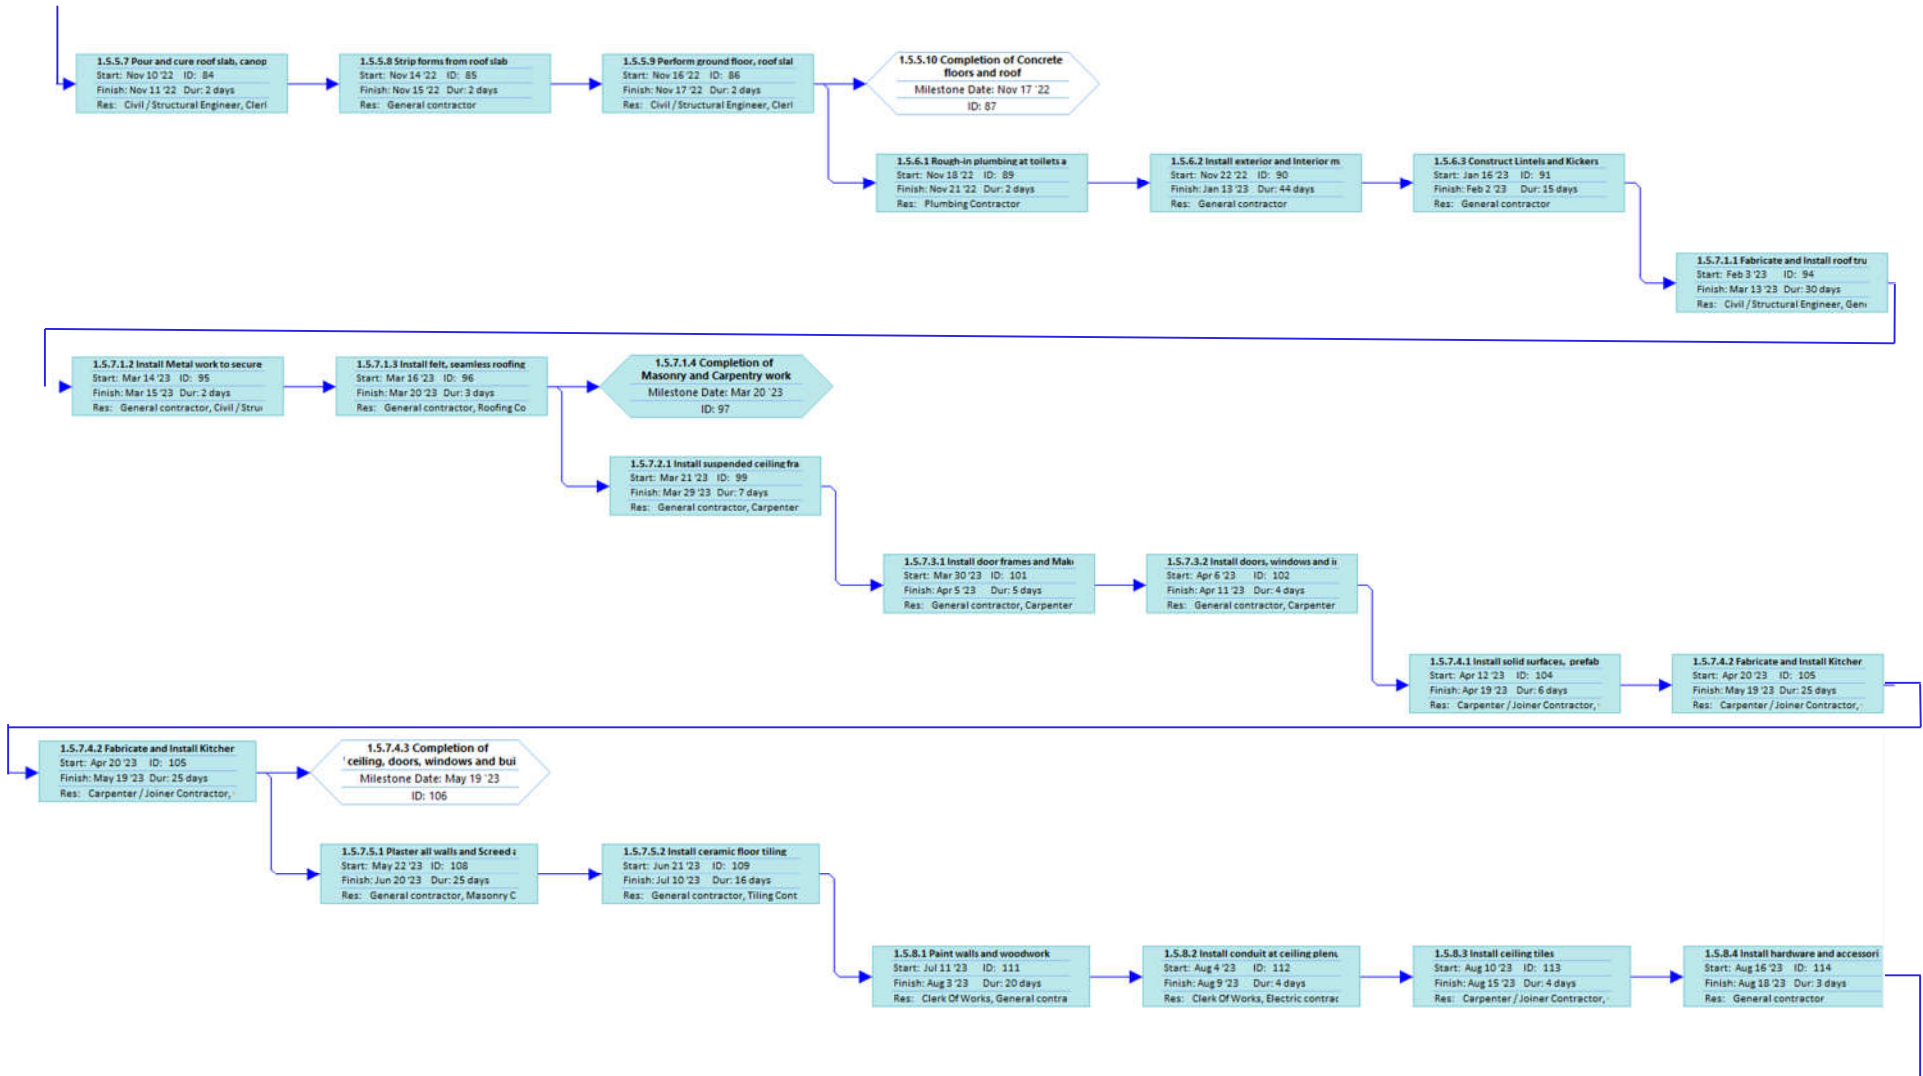 1.5.5.7 Pour and cure roof slab, canop
Start: Nov 10 '22 ID: 84
Finish: Nov 11 '22 Dur: 2 days
Res: Civil / Structural Engineer, Cleri
1.5.5.8 Strip forms from roof slab
Start: Nov 14 '22 ID: 85
Finish: Nov 15 '22 Dur: 2 days
Res: General contractor
1.5.5.9 Perform ground floor, roof slal
Start: Nov 16 '22 ID: 86
Finish: Nov 17 '22 Dur: 2 days
Res: Civil / Structural Engineer, Cleri
1.5.5.10 Completion of Concrete
floors and roof
Milestone Date: Nov 17 '22
ID: 87
1.5.6.1 Rough-in plumbing at toilets a
Start: Nov 18 '22 ID: 89
Finish: Nov 21 '22 Dur: 2 days
Res: Plumbing Contractor
1.5.6.2 Install exterior and Interior m
Start: Nov 22 '22 ID: 90
Finish: Jan 13 '23 Dur: 44 days
Res: General contractor
1.5.6.3 Construct Lintels and Kickers
Start: Jan 16 '23 ID: 91
Finish: Feb 2 '23 Dur: 15 days
Res: General contractor
1.5.7.1.1 Fabricate and Install roof tru
Start: Feb 3 '23 ID: 94
Finish: Mar 13 '23 Dur: 30 days
Res: Civil / Structural Engineer, Gen
1.5.7.1.2 Install Metal work to secure
Start: Mar 14 '23 ID: 95
Finish: Mar 15 '23 Dur: 2 days
Res: General contractor, Civil / Stru
1.5.7.1.3 Install felt, seamless roofing
Start: Mar 16 '23 ID: 96
Finish: Mar 20 '23 Dur: 3 days
Res: General contractor, Roofing Co
1.5.7.1.4 Completion of
Masonry and Carpentry work
Milestone Date: Mar 20 '23
ID: 97
1.5.7.2.1 Install suspended ceiling fra
Start: Mar 21 '23 ID: 99
Finish: Mar 29 '23 Dur: 7 days
Res: General contractor, Carpenter
1.5.7.3.1 Install door frames and Mak
Start: Mar 30 '23 ID: 101
Finish: Apr 5 '23 Dur: 5 days
Res: General contractor, Carpenter
1.5.7.3.2 Install doors, windows and i
Start: Apr 6 '23 ID: 102
Finish: Apr 11 '23 Dur: 4 days
Res: General contractor, Carpenter
1.5.7.4.1 Install solid surfaces, prefab
Start: Apr 12 '23 ID: 104
Finish: Apr 19 '23 Dur: 6 days
Res: Carpenter / Joiner Contractor,
1.5.7.4.2 Fabricate and Install Kitcher
Start: Apr 20 '23 ID: 105
Finish: May 19 '23 Dur: 25 days
Res: Carpenter / Joiner Contractor,
1.5.7.4.2 Fabricate and Install Kitcher
Start: Apr 20 '23 ID: 105
Finish: May 19 '23 Dur: 25 days
Res: Carpenter / Joiner Contractor,
1.5.7.4.3 Completion of
ceiling, doors, windows and bui
Milestone Date: May 19 '23
ID: 106
1.5.7.5.1 Plaster all walls and Screed
Start: May 22 '23 ID: 108
Finish: Jun 20 '23 Dur: 25 days
Res: General contractor, Masonry C
1.5.7.5.2 Install ceramic floor tiling
Start: Jun 21 '23 ID: 109
Finish: Jul 10 '23 Dur: 16 days
Res: General contractor, Tiling Cont
1.5.8.1 Paint walls and woodwork
Start: Jul 11 '23 ID: 111
Finish: Aug 3 '23 Dur: 20 days
Res: Clerk Of Works, General contra
1.5.8.2 Install conduit at ceiling plen
Start: Aug 4 '23 ID: 112
Finish: Aug 9 '23 Dur: 4 days
Res: Clerk Of Works, Electric contrac
1.5.8.3 Install ceiling tiles
Start: Aug 10 '23 ID: 113
Finish: Aug 15 '23 Dur: 4 days
Res: Carpenter / Joiner Contractor,
1.5.8.4 Install hardware and accessori
Start: Aug 16 '23 ID: 114
Finish: Aug 18 '23 Dur: 3 days
Res: General contractor